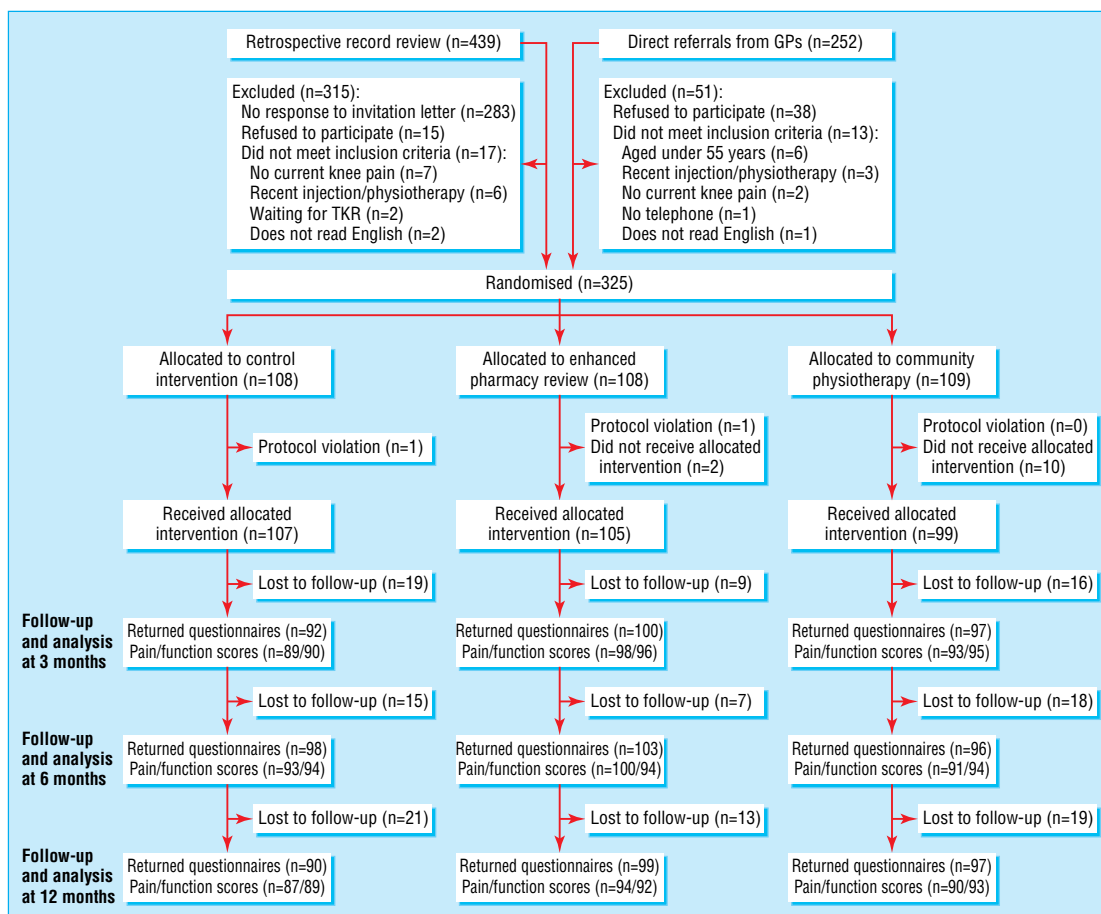 Retrospective record review (n=439)
Direct referrals from GPs (n=252)
Excluded (n=315):
No response to invitation letter (n=283)
Refused to participate (n=15)
Did not meet inclusion criteria (n=17):
No current knee pain (n=7)
Recent injection/physiotherapy (n=6)
Waiting for TKR (n=2)
Does not read English (n=2)
Excluded (n=51):
Refused to participate (n=38)
Did not meet inclusion criteria (n=13):
Aged under 55 years (n=6)
Recent injection/physiotherapy (n=3)
No current knee pain (n=2)
No telephone (n=1)
Does not read English (n=1)
Randomised (n=325)
Allocated to control
intervention (n=108)
Allocated to enhanced
pharmacy review (n=108)
Allocated to community
physiotherapy (n=109)
Protocol violation (n=1)
Protocol violation (n=1)
Did not receive allocated
intervention (n=2)
Protocol violation (n=0)
Did not receive allocated
intervention (n=10)
Received allocated
intervention (n=107)
Received allocated
intervention (n=105)
Received allocated
intervention (n=99)
Lost to follow-up (n=19)
Lost to follow-up (n=9)
Lost to follow-up (n=16)
Follow-up
and analysis
at 3 months
Returned questionnaires (n=92)
Pain/function scores (n=89/90)
Returned questionnaires (n=100)
Pain/function scores (n=98/96)
Returned questionnaires (n=97)
Pain/function scores (n=93/95)
Lost to follow-up (n=15)
Lost to follow-up (n=7)
Lost to follow-up (n=18)
Follow-up
and analysis
at 6 months
Returned questionnaires (n=98)
Pain/function scores (n=93/94)
Returned questionnaires (n=103)
Pain/function scores (n=100/94)
Returned questionnaires (n=96)
Pain/function scores (n=91/94)
Lost to follow-up (n=21)
Lost to follow-up (n=13)
Lost to follow-up (n=19)
Follow-up
and analysis
at 12 months
Returned questionnaires (n=90)
Pain/function scores (n=87/89)
Returned questionnaires (n=99)
Pain/function scores (n=94/92)
Returned questionnaires (n=97)
Pain/function scores (n=90/93)